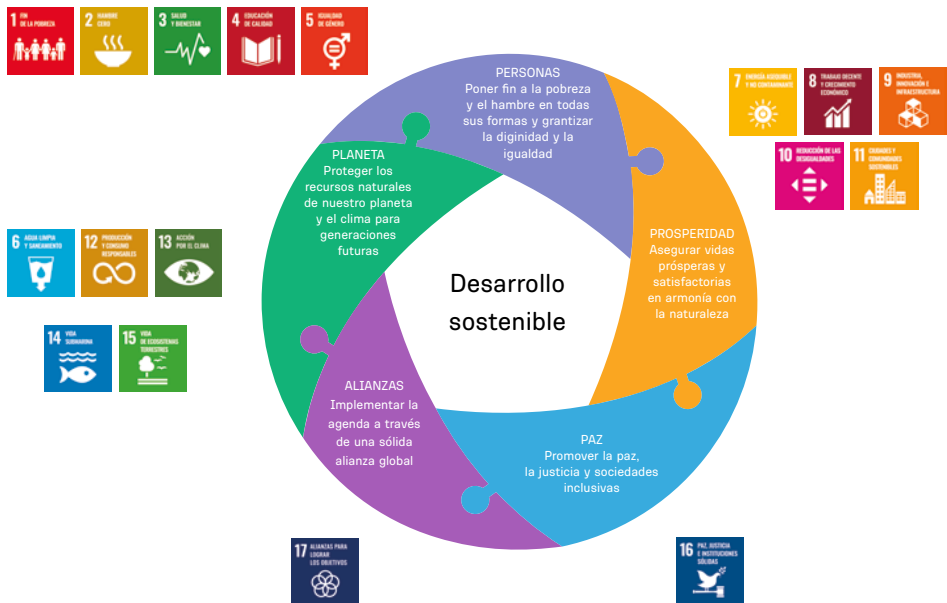 1 FIN
DE LA POBREZA
2 HAMBRE
CERO
3 SALUD
Y BIENESTAR
4 EDUCACIÓN
DE CALIDAD
5 IGUALDAD
DE GÉNERO
PERSONAS
Poner fin a la pobreza
y el hambre en todas
sus formas y grantizar
la diginidad y la
igualdad
7 ENERGÍA ASEQUIBLE
Y NO CONTAMINANTE
8 TRABAJO DECENTE
Y CRECIMIENTO
ECONÓMICO
9 INDUSTRIA,
INNOVACIÓN E
INFRAESTRUCTURA
10 REDUCCIÓN DE LAS
DESIGUALDADES
11 CIUDADES Y
COMUNIDADES
SOSTENIBLES
PLANETA
Proteger los
recursos naturales
de nuestro planeta
y el clima para
generaciones
futuras
6 AGUA LIMPIA
Y SANEAMIENTO
12 PRODUCCIÓN
Y CONSUMO
RESPONSABLES
13 ACCIÓN
POR EL CLIMA
14 VIDA
SUBMARINA
15 VIDA
DE ECOSISTEMAS
TERRESTRES
PROSPERIDAD
Asegurar vidas
prósperas y
satisfactorias
en armonía con
la naturaleza
Desarrollo
sostenible
ALIANZAS
Implementar la
agenda a través
de una sólida
alianza global
PAZ
Promover la paz,
la justicia y sociedades
inclusivas
17 ALIANZAS PARA
LOGRAR
LOS OBJETIVOS
16 PAZ, JUSTICIA
E INSTITUCIONES
SÓLIDAS